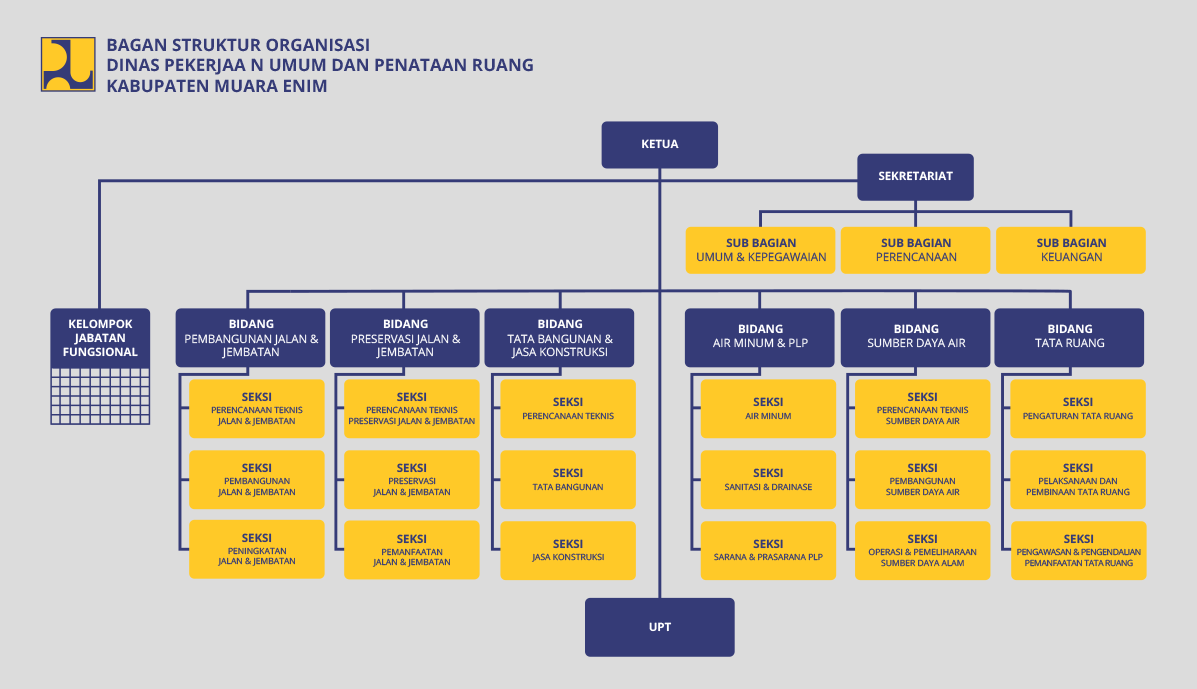 BAGAN STRUKTUR ORGANISASI
DINAS PEKERJAA N UMUM DAN PENATAAN RUANG
KABUPATEN MUARA ENIM
KETUA
SEKRETARIAT
SUB BAGIAN
UMUM & KEPEGAWAIAN
SUB BAGIAN
PERENCANAAN
SUB BAGIAN
KEUANGAN
KELOMPOK
JABATAN
FUNGSIONAL
BIDANG
PEMBANGUNAN JALAN &
JEMBATAN
SEKSI
PERENCANAAN TEKNIS
JALAN & JEMBATAN
SEKSI
PEMBANGUNAN
JALAN & JEMBATAN
SEKSI
PENINGKATAN
JALAN & JEMBATAN
BIDANG
PRESERVASI JALAN &
JEMBATAN
SEKSI
PERENCANAAN TEKNIS
PRESERVASI JALAN & JEMBATAN
SEKSI
PRESERVASI
JALAN & JEMBATAN
SEKSI
PEMANFAATAN
JALAN & JEMBATAN
BIDANG
TATA BANGUNAN &
JASA KONSTRUKSI
SEKSI
PERENCANAAN TEKNIS
SEKSI
TATA BANGUNAN
SEKSI
JASA KONSTRUKSI
BIDANG
AIR MINUM & PLP
SEKSI
AIR MINUM
SEKSI
SANITASI & DRAINASE
SEKSI
SARANA & PRASARANA PLP
BIDANG
SUMBER DAYA AIR
SEKSI
PERENCANAAN TEKNIS
SUMBER DAYA AIR
SEKSI
PEMBANGUNAN
SUMBER DAYA AIR
SEKSI
OPERASI & PEMELIHARAAN
SUMBER DAYA ALAM
BIDANG
TATA RUANG
SEKSI
PENGATURAN TATA RUANG
SEKSI
PELAKSANAAN DAN
PEMBINAAN TATA RUANG
SEKSI
PENGAWASAN & PENGENDALIAN
PEMANFAATAN TATA RUANG
UPT